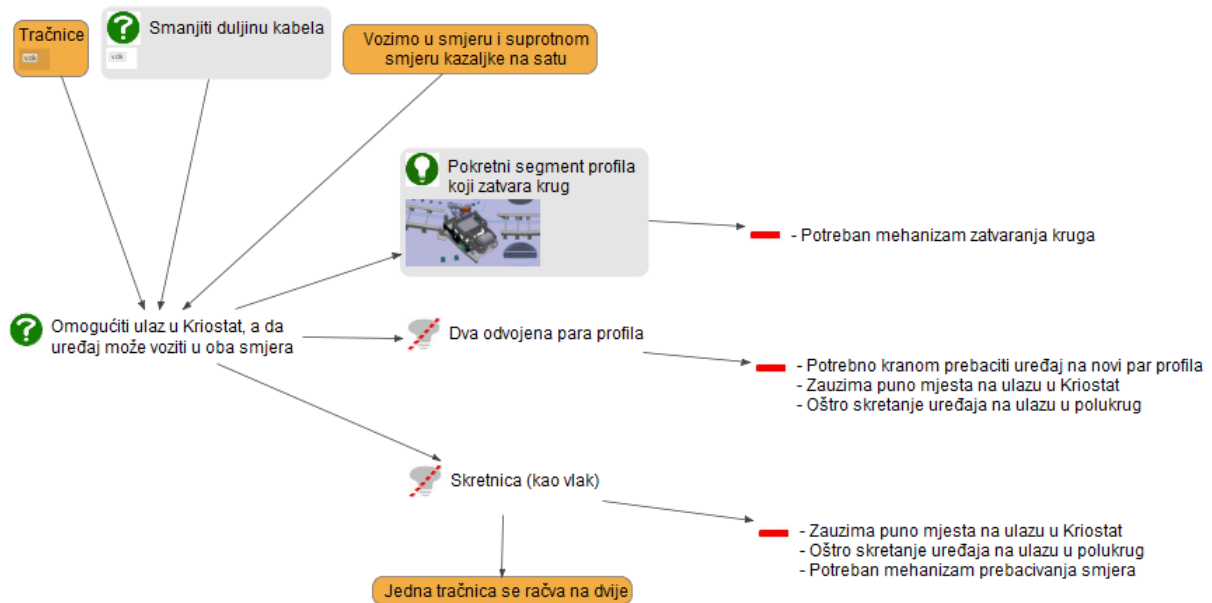 Tračnice
vdk
Smanjiti duljinu kabela
vdk
Vozimo u smjeru i suprotnom
smjeru kazaljke na satu
Pokretni segment profila
koji zatvara krug
- Potreban mehanizam zatvaranja kruga
Omogućiti ulaz u Kriostat, a da
uređaj može voziti u oba smjera
Dva odvojena para profila
- Potrebno kranom prebaciti uređaj na novi par profila
- Zauzima puno mjesta na ulazu u Kriostat
- Oštro skretanje uređaja na ulazu u polukrug
Skretnica (kao vlak)
- Zauzima puno mjesta na ulazu u Kriostat
- Oštro skretanje uređaja na ulazu u polukrug
- Potreban mehanizam prebacivanja smjera
Jedna tračnica se račva na dvije